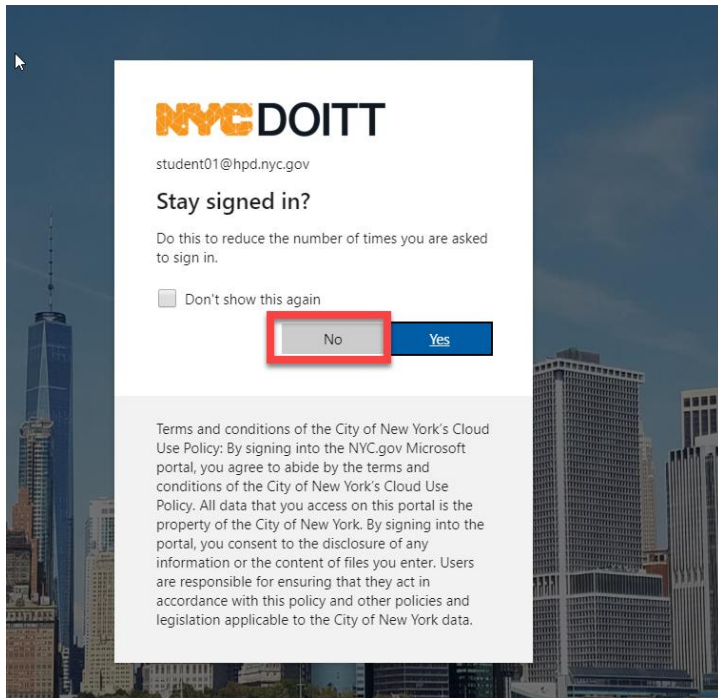 NYC DOITT
student01@hpd.nyc.gov
Stay signed in?
Do this to reduce the number of times you are asked
to sign in.
Don't show this again
No Yes
Terms and conditions of the City of New York's Cloud
Use Policy: By signing into the NYC.gov Microsoft
portal, you agree to abide by the terms and
conditions of the City of New York's Cloud Use
Policy. All data that you access on this portal is the
property of the City of New York. By signing into the
portal, you consent to the disclosure of any
information or the content of files you enter. Users
are responsible for ensuring that they act in
accordance with this policy and other policies and
legislation applicable to the City of New York data.